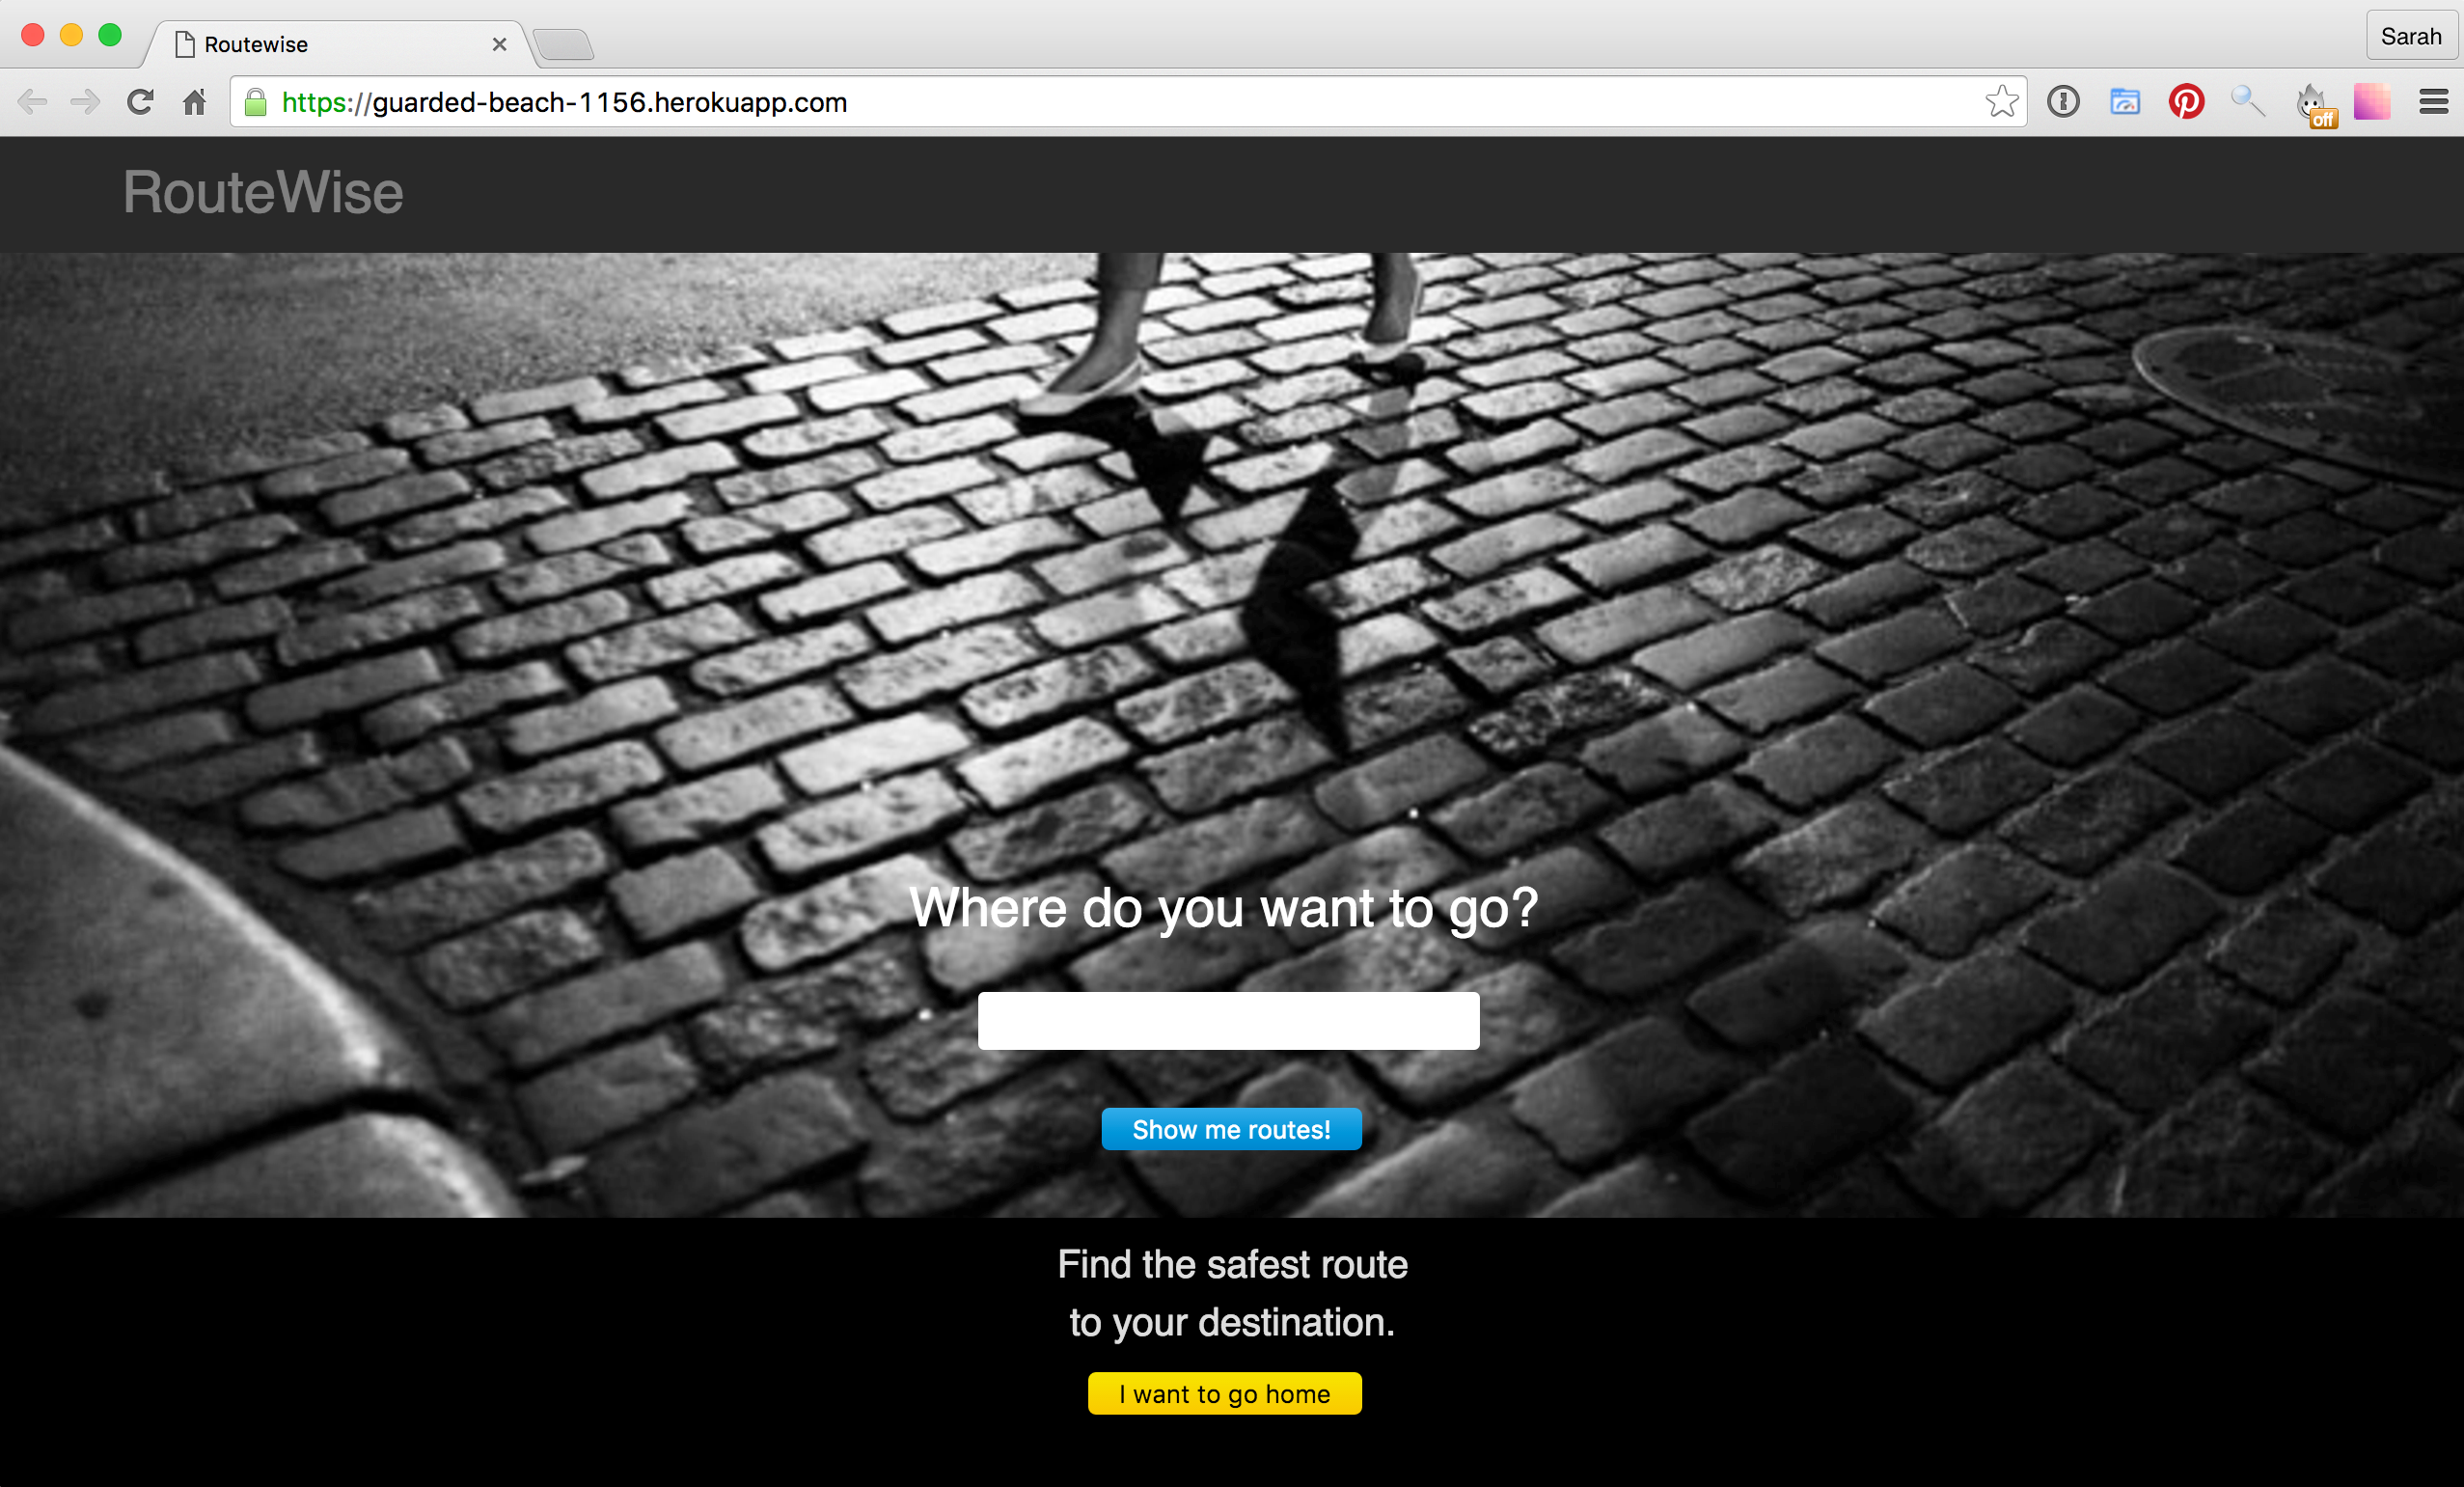 Routewise
Sarah
https://guarded-beach-1156.herokuapp.com
off
RouteWise
Where do you want to go?
Show me routes!
Find the safest route
to your destination.
I want to go home